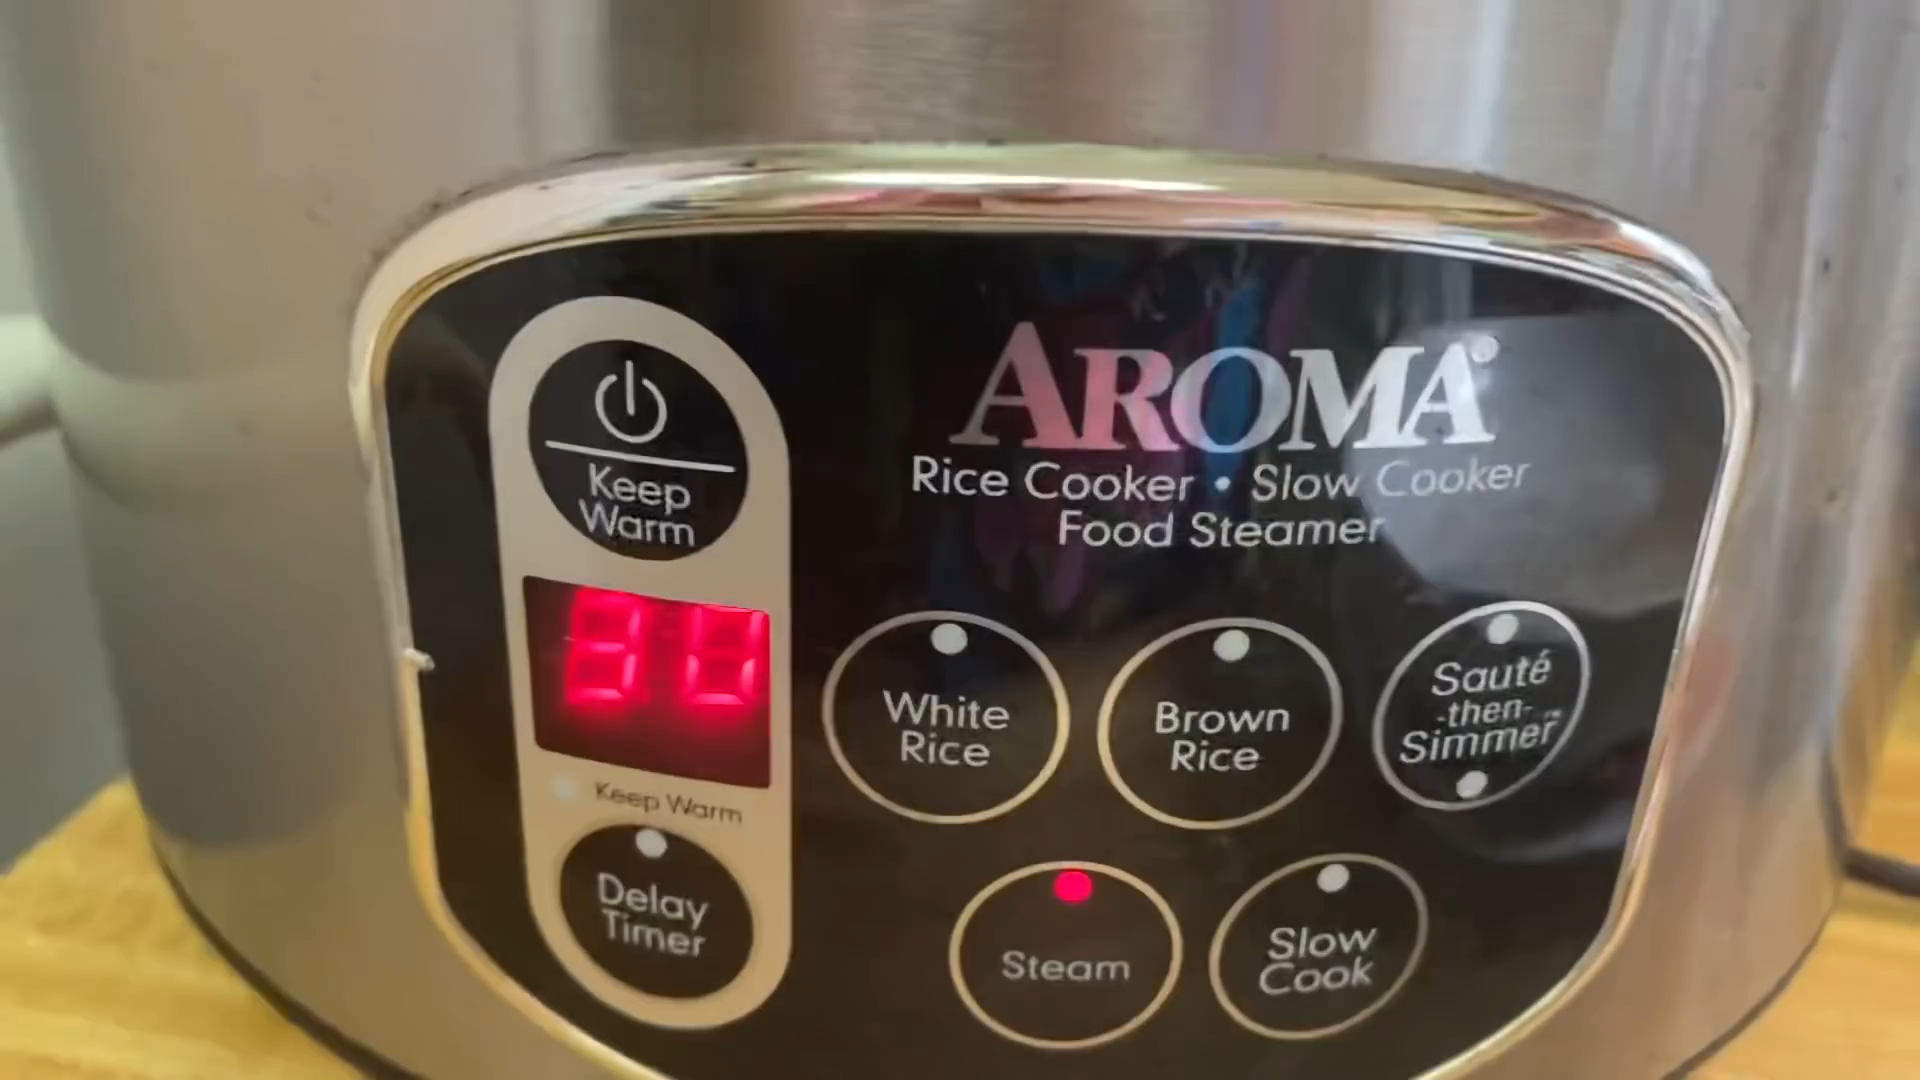 AROMA®
Rice Cooker • Slow Cooker
Food Steamer
Keep
Warm
Keep Warm
Delay
Timer
White
Rice
Brown
Rice
Sauté
-then-
Simmer™
Steam
Slow
Cook